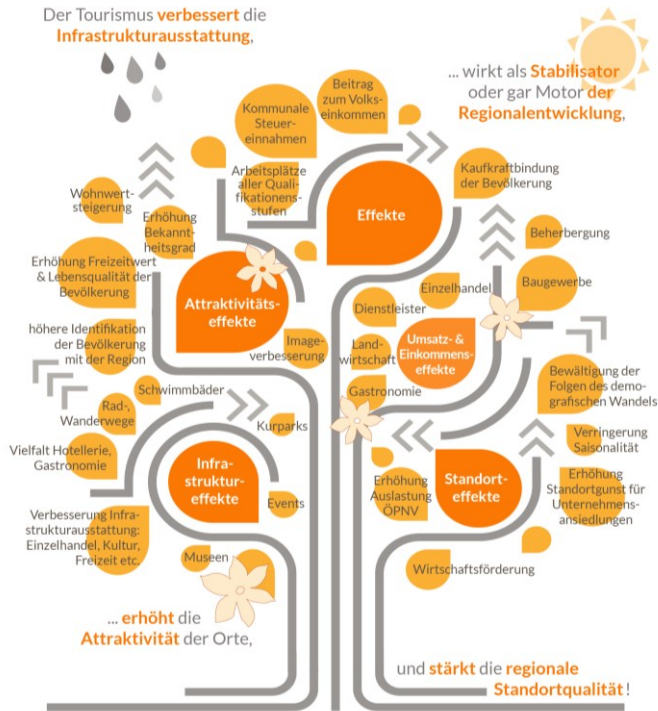 Der Tourismus verbessert die
Infrastrukturausstattung,
... wirkt als Stabilisator
oder gar Motor der
Regionalentwicklung,
Beitrag
zum Volks-
einkommen
Kommunale
Steuer-
einnahmen
Arbeitsplätze
aller Quali-
fikationens-
stufen
Effekte
Kaufkraftbindung
der Bevölkerung
Wohnwert-
steigerung
Erhöhung
Bekannt-
heitsgrad
Erhöhung Freizeitwert
& Lebensqualität der
Bevölkerung
Attraktivitäts-
effekte
höhere Identifikation
der Bevölkerung
mit der Region
Image-
verbesserung
Beherbergung
Baugewerbe
Einzelhandel
Dienstleister
Land-
wirtschaft
Gastronomie
Umsatz- &
Einkommens-
effekte
Bewältigung der
Folgen des demo-
grafischen Wandels
Verringerung
Saisonalität
Erhöhung
Standortgunst für
Unternehmens-
ansiedlungen
Erhöhung
Auslastung
ÖPNV
Standort-
effekte
Wirtschaftsförderung
Schwimmbäder
Rad-,
Wanderwege
Kurparks
Vielfalt Hotellerie,
Gastronomie
Infra-
struktur-
effekte
Events
Verbesserung Infra-
strukturausstattung:
Einzelhandel, Kultur,
Freizeit etc.
Museen
... erhöht die
Attraktivität der Orte,
und stärkt die regionale
Standortqualität!